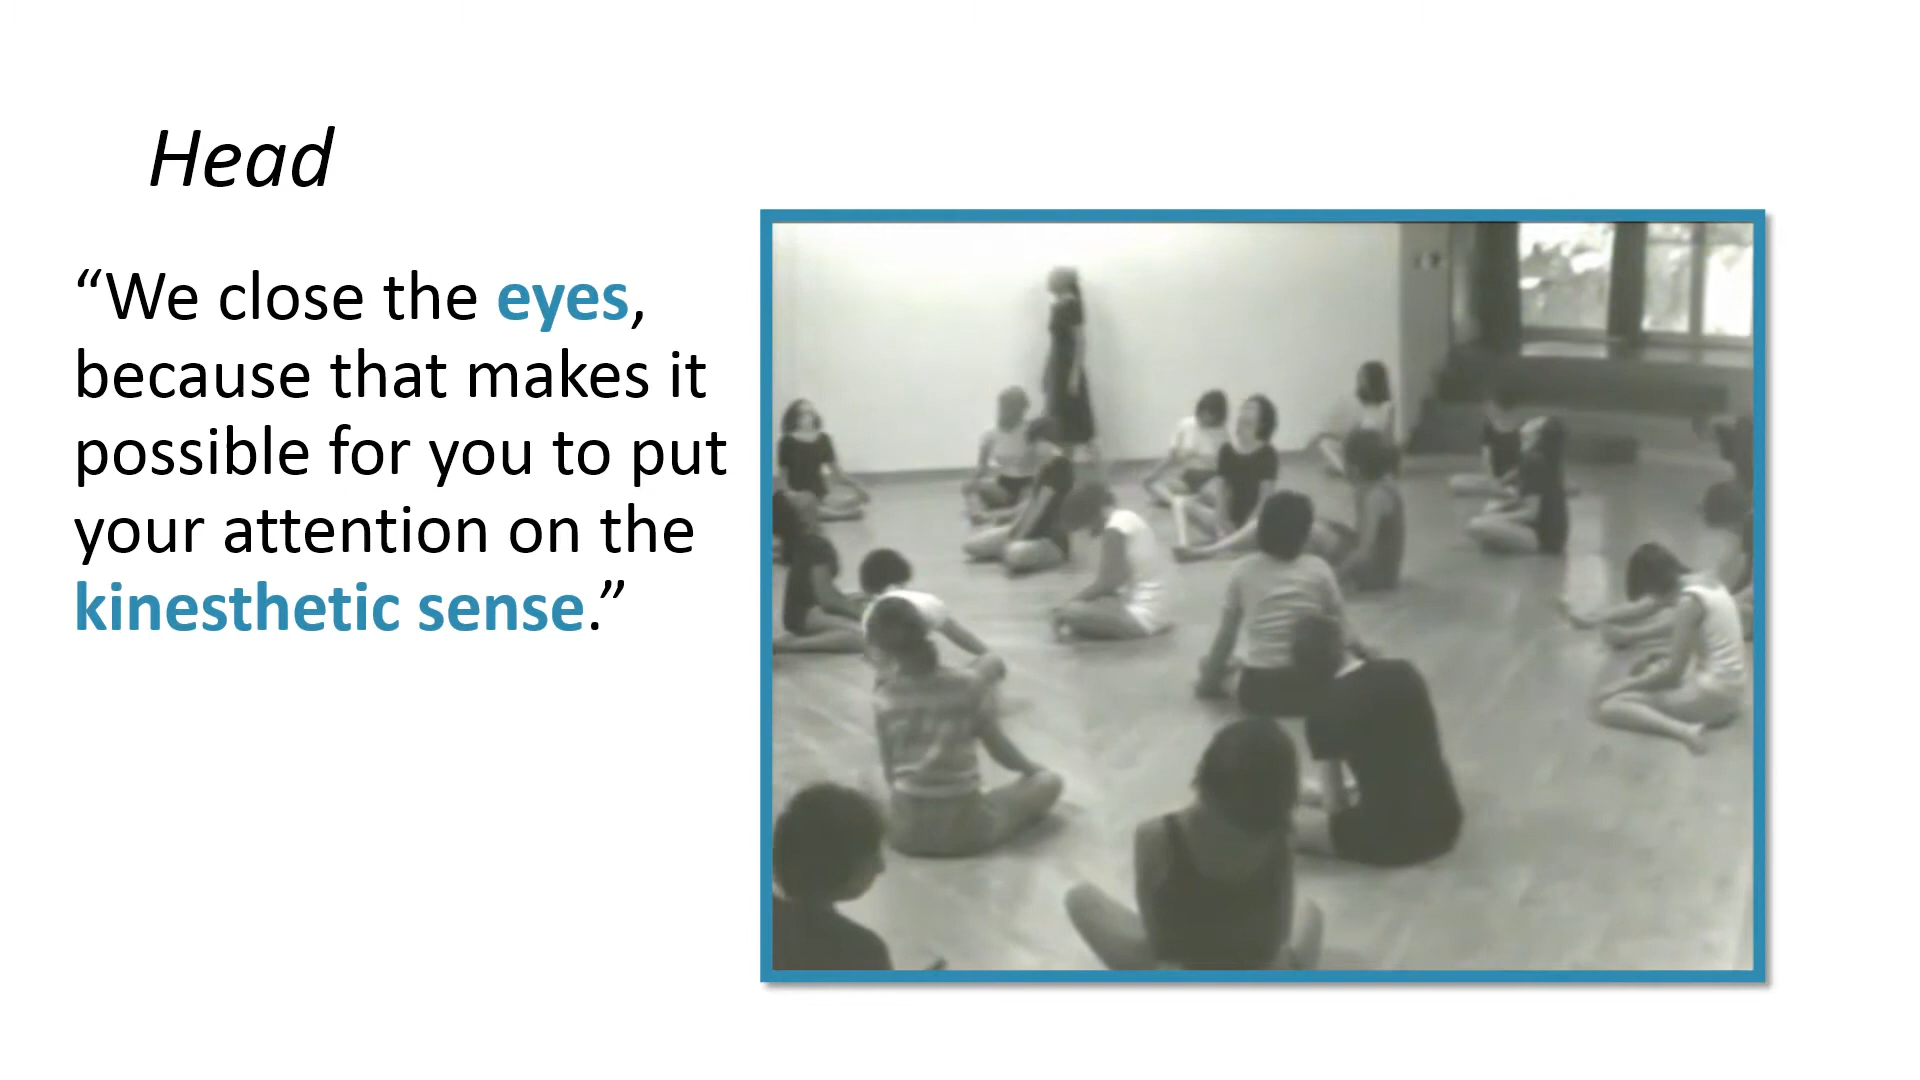 Head
“We close the eyes,
because that makes it
possible for you to put
your attention on the
kinesthetic sense.”